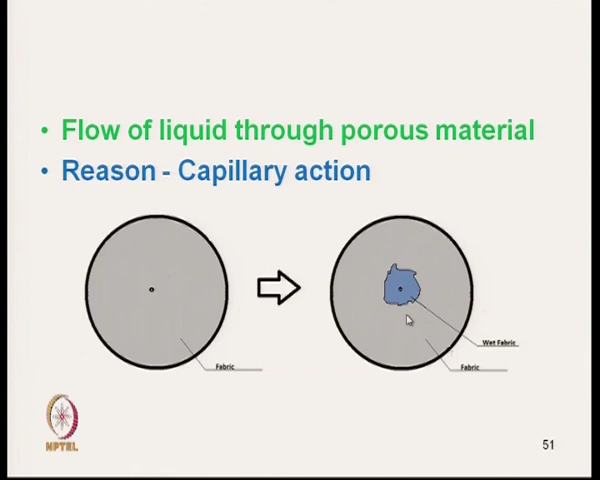 • Flow of liquid through porous material
• Reason - Capillary action
Wet Fabric
Fabric
Fabric
NPTEL
51